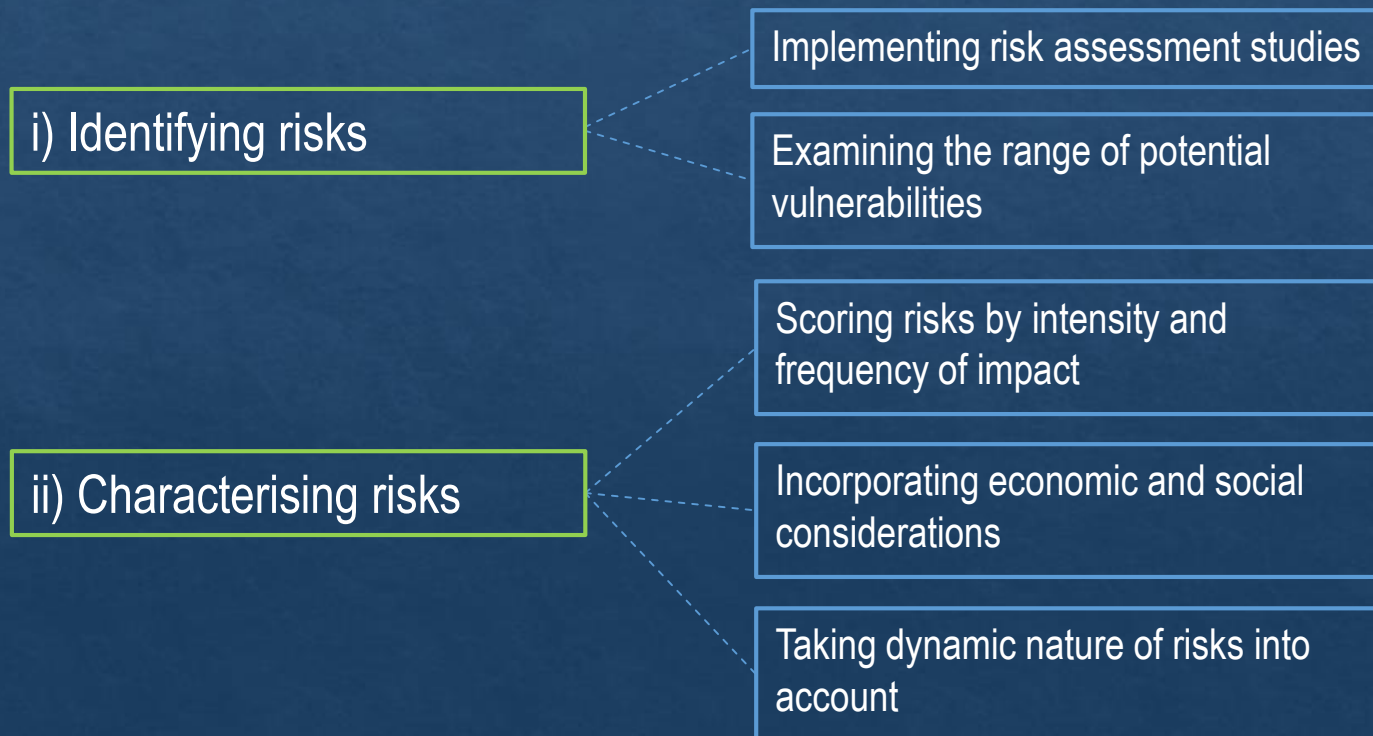 i) Identifying risks
Implementing risk assessment studies
Examining the range of potential
vulnerabilities
ii) Characterising risks
Scoring risks by intensity and
frequency of impact
Incorporating economic and social
considerations
Taking dynamic nature of risks into
account